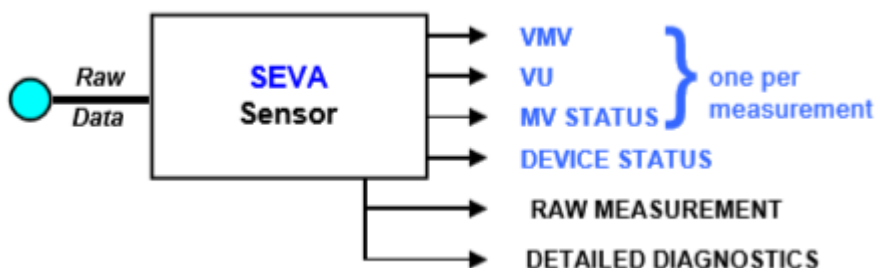 Raw
Data
SEVA
Sensor
VMV
VU
MV STATUS
DEVICE STATUS
one per
measurement
RAW MEASUREMENT
DETAILED DIAGNOSTICS